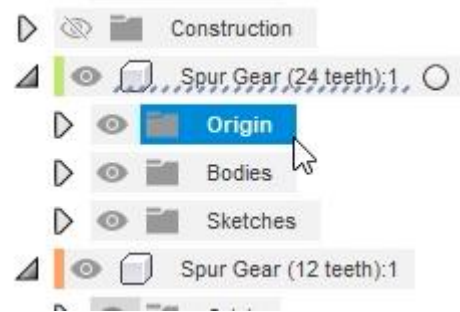 Construction
Spur Gear (24 teeth):1
Origin
Bodies
Sketches
Spur Gear (12 teeth):1